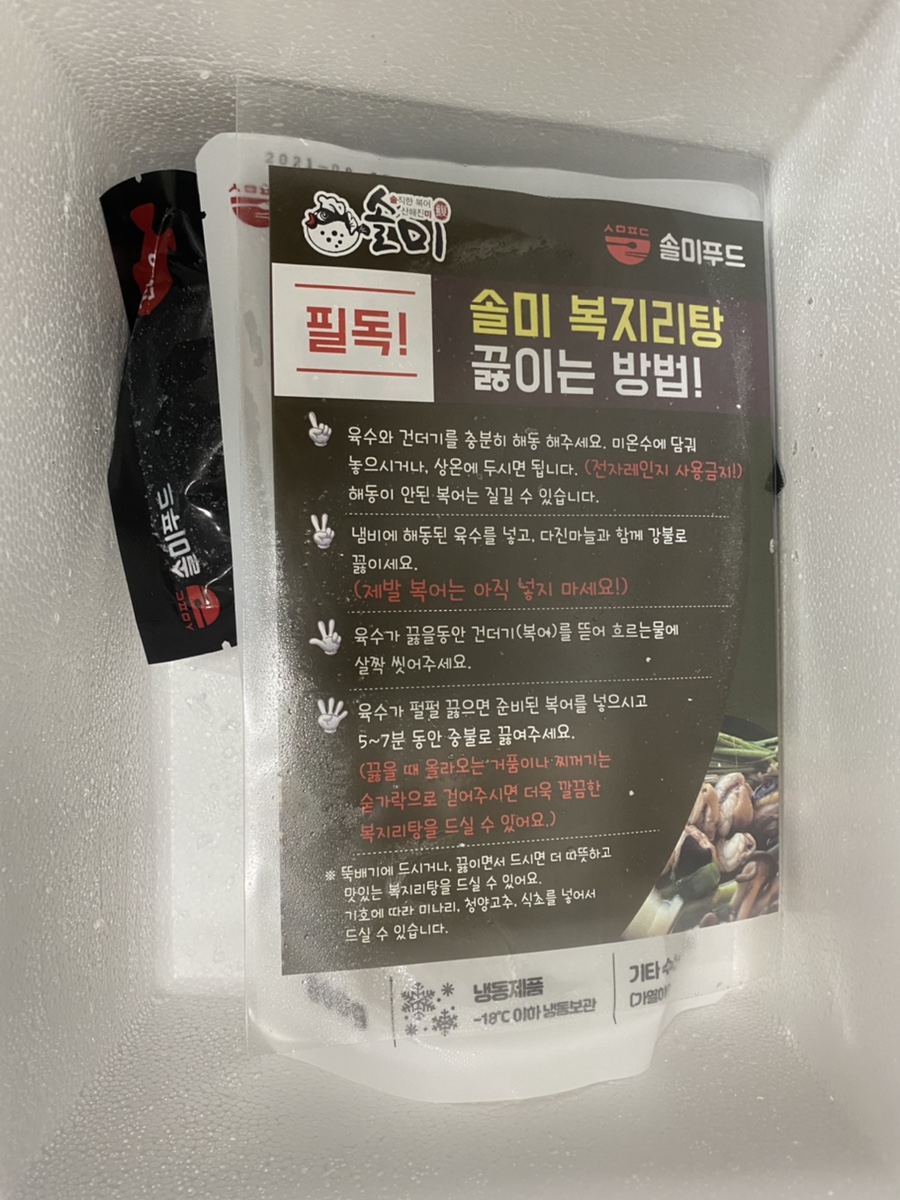 2021-09
솔미
솔직한 복어
산해진미
솔미푸드
필독!
솔미 복지리탕
끓이는 방법!
육수와 건더기를 충분히 해동 해주세요. 미온수에 담궈
놓으시거나, 상온에 두시면 됩니다. (전자레인지 사용금지!)
해동이 안된 복어는 질길 수 있습니다.
냄비에 해동된 육수를 넣고, 다진마늘과 함께 강불로
끓이세요.
(제발 복어는 아직 넣지 마세요!)
육수가 끓을동안 건더기(복어)를 뜯어 흐르는물에
살짝 씻어주세요.
육수가 펄펄 끓으면 준비된 복어를 넣으시고
5~7분 동안 중불로 끓여주세요.
(끓을 때 올라오는 거품이나 찌꺼기는
숟가락으로 걷어주시면 더욱 깔끔한
복지리탕을 드실 수 있어요.)
※ 뚝배기에 드시거나, 끓이면서 드시면 더 따뜻하고
맛있는 복지리탕을 드실 수 있어요.
기호에 따라 미나리, 청양고추, 식초를 넣어서
드실 수 있습니다.
냉동제품
-18℃ 이하 냉동보관
기타
솔미푸드